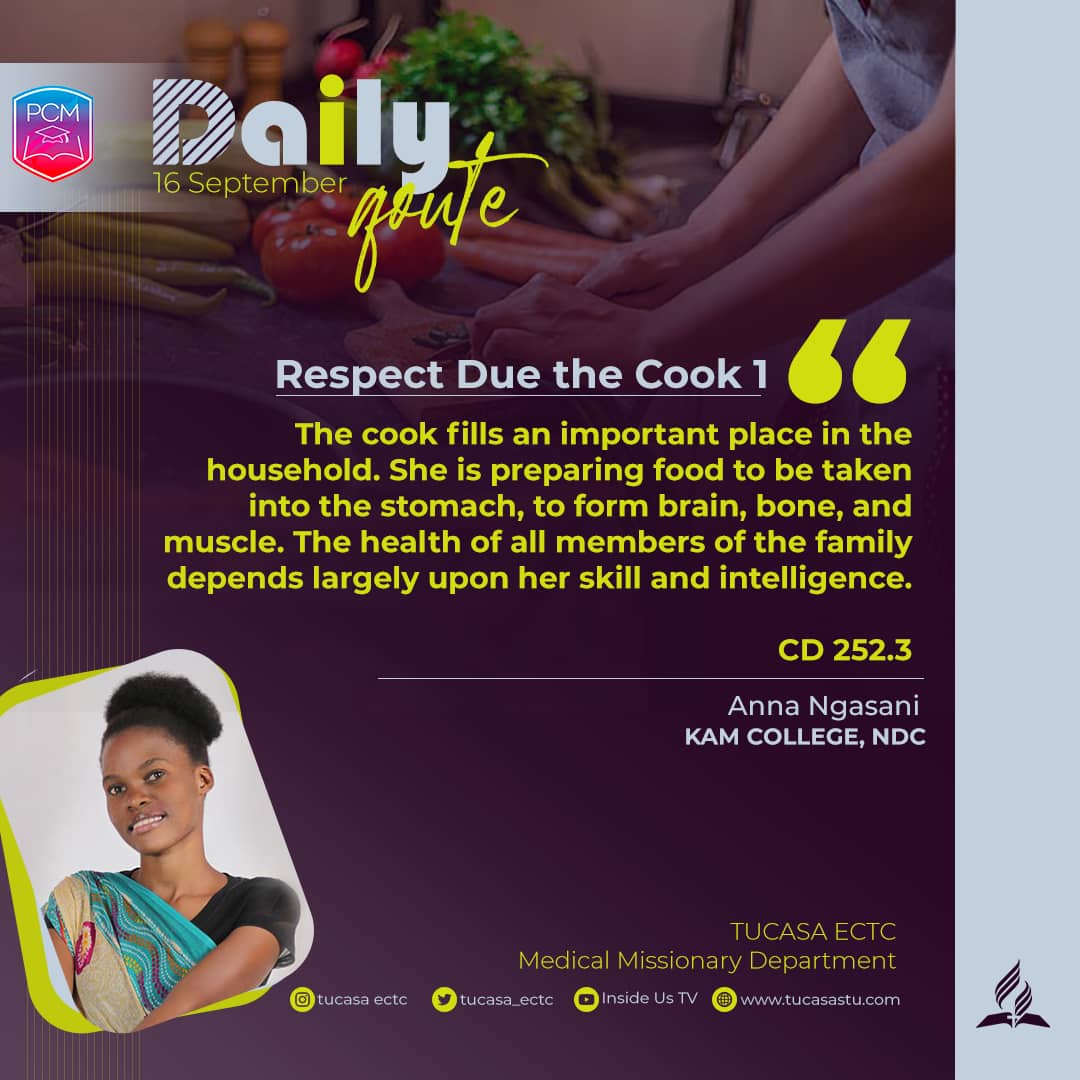 PCM
Daily
16 September
qoute
Respect Due the Cook 1
The cook fills an important place in the
household. She is preparing food to be taken
into the stomach, to form brain, bone, and
muscle. The health of all members of the family
depends largely upon her skill and intelligence.
CD 252.3
Anna Ngasani
KAM COLLEGE, NDC
TUCASA ECTC
Medical Missionary Department
tucasa ectc tucasa_ectc Inside Us TV www.tucasastu.com